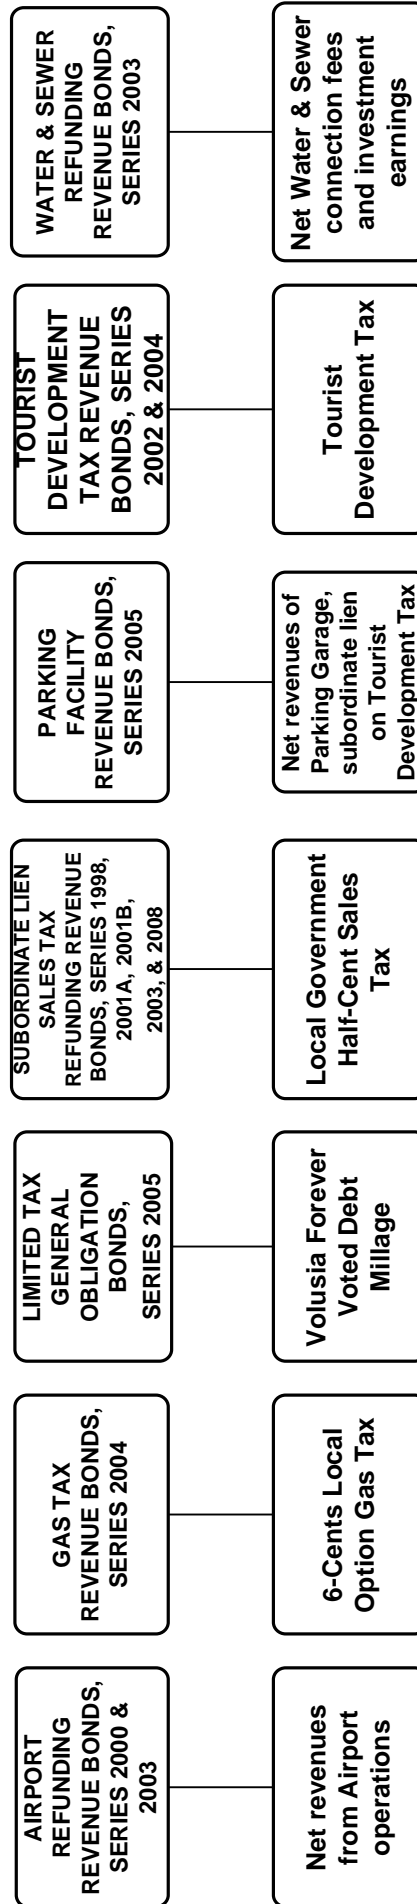 AIRPORT
REFUNDING
REVENUE BONDS,
SERIES 2000 &
2003
Net revenues
from Airport
operations
GAS TAX
REVENUE BONDS,
SERIES 2004
6-Cents Local
Option Gas Tax
LIMITED TAX
GENERAL
OBLIGATION
BONDS,
SERIES 2005
Volusia Forever
Voted Debt
Millage
SUBORDINATE LIEN
SALES TAX
REFUNDING REVENUE
BONDS, SERIES 1998,
2001A, 2001B,
2003, & 2008
Local Government
Half-Cent Sales
Tax
PARKING
FACILITY
REVENUE BONDS,
SERIES 2005
Net revenues of
Parking Garage,
subordinate lien
on Tourist
Development Tax
TOURIST
DEVELOPMENT
TAX REVENUE
BONDS, SERIES
2002 & 2004
Tourist
Development Tax
WATER & SEWER
REFUNDING
REVENUE BONDS,
SERIES 2003
Net Water & Sewer
connection fees
and investment
earnings